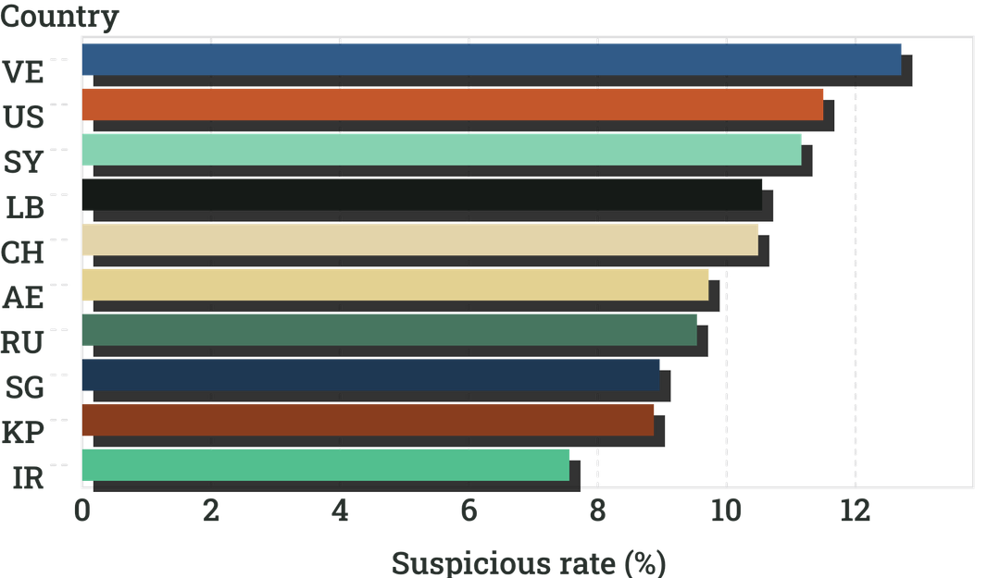 Country
VE
US
SY
LB
CH
AE
RU
SG
KP
IR
0 2 4 6 8 10 12
Suspicious rate (%)